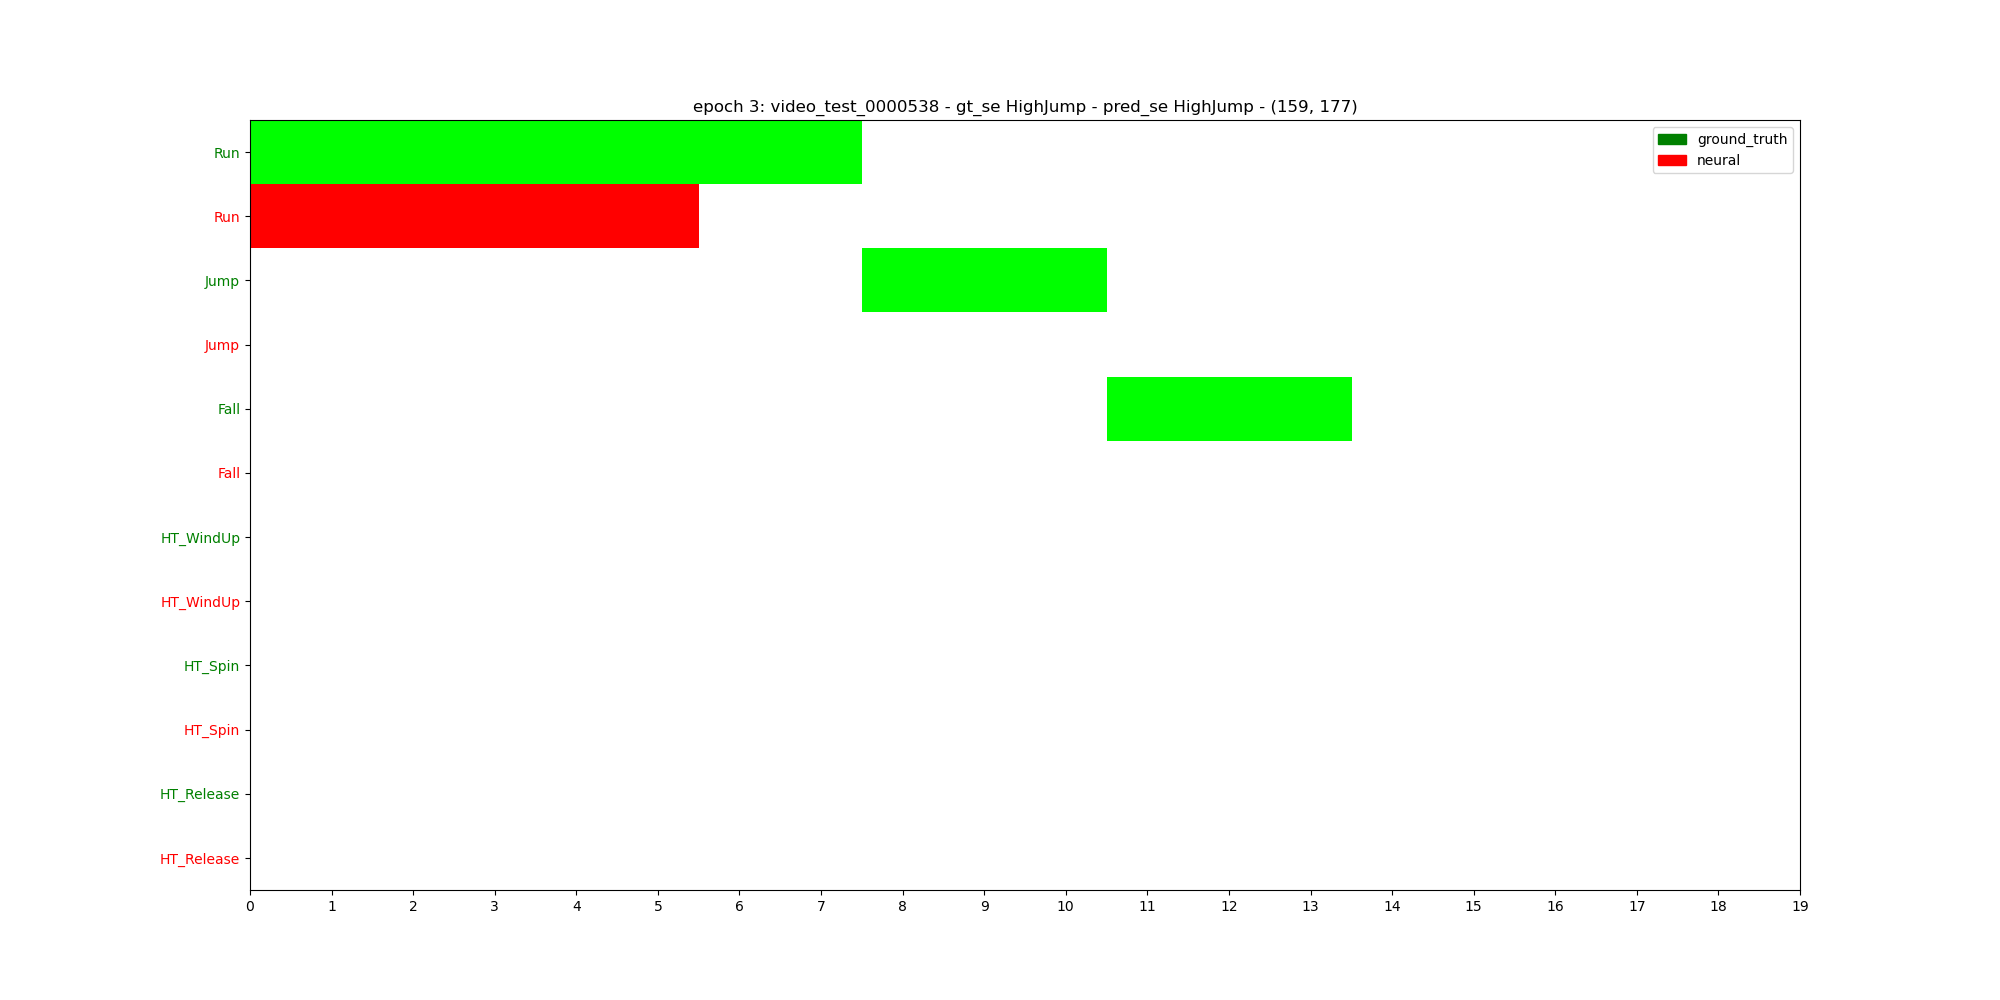 epoch 3: video_test_0000538 - gt_se HighJump - pred_se HighJump - (159, 177)
ground_truth
neural
Run
Run
Jump
Jump
Fall
Fall
HT_WindUp
HT_WindUp
HT_Spin
HT_Spin
HT_Release
HT_Release
0 1 2 3 4 5 6 7 8 9 10 11 12 13 14 15 16 17 18 19